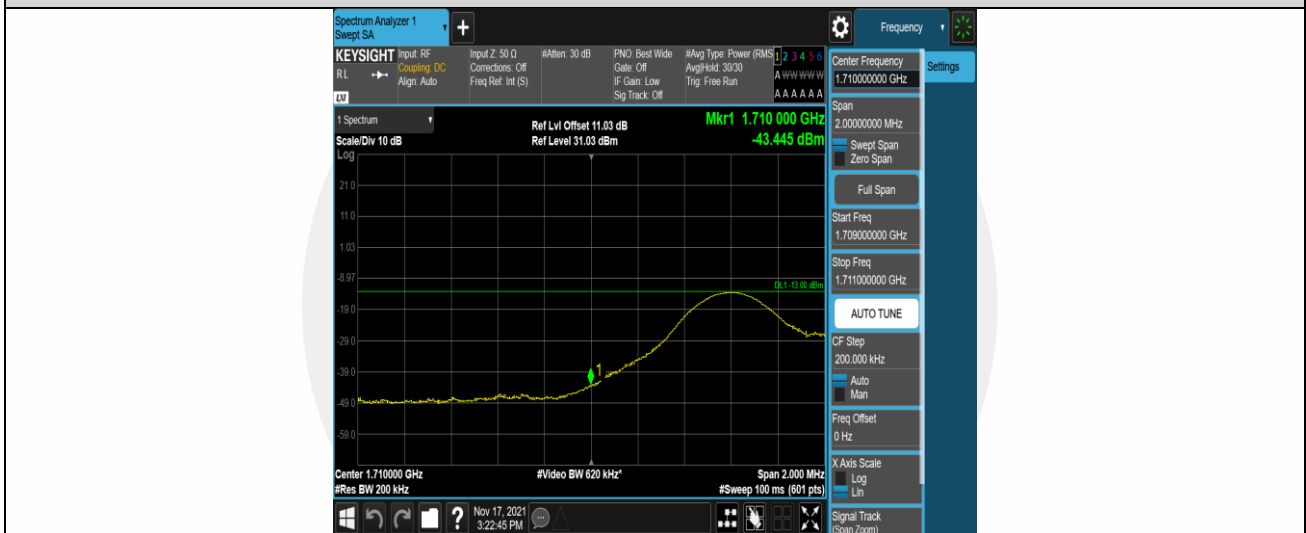 Spectrum Analyzer 1
Swept SA
+
Frequency
KEYSIGHT
RL
LXI
Input: RF
Coupling: DC
Align: Auto
Input Z: 50 Ω
Corrections: Off
Freq Ref: Int (S)
#Atten: 30 dB
PNO: Best Wide
Gate: Off
IF Gain: Low
Sig Track: Off
#Avg Type: Power (RMS
Avg|Hold: 30/30
Trig: Free Run
1 2 3 4 5 6
A W W W W W
A A A A A A
1 Spectrum
Scale/Div 10 dB
Log
Ref Lvl Offset 11.03 dB
Ref Level 31.03 dBm
Mkr1 1.710 000 GHz
-43.445 dBm
21.0
11.0
1.03
-8.97
-19.0
-29.0
-39.0
-49.0
-59.0
DL1 -13.00 dBm
1
Center 1.710000 GHz
#Res BW 200 kHz
#Video BW 620 kHz*
Span 2.000 MHz
#Sweep 100 ms (601 pts)
?
Nov 17, 2021
3:22:45 PM
Center Frequency
1.710000000 GHz
Settings
Span
2.00000000 MHz
Swept Span
Zero Span
Full Span
Start Freq
1.709000000 GHz
Stop Freq
1.711000000 GHz
AUTO TUNE
CF Step
200.000 kHz
Auto
Man
Freq Offset
0 Hz
X Axis Scale
Log
Lin
Signal Track
(Span Zoom)